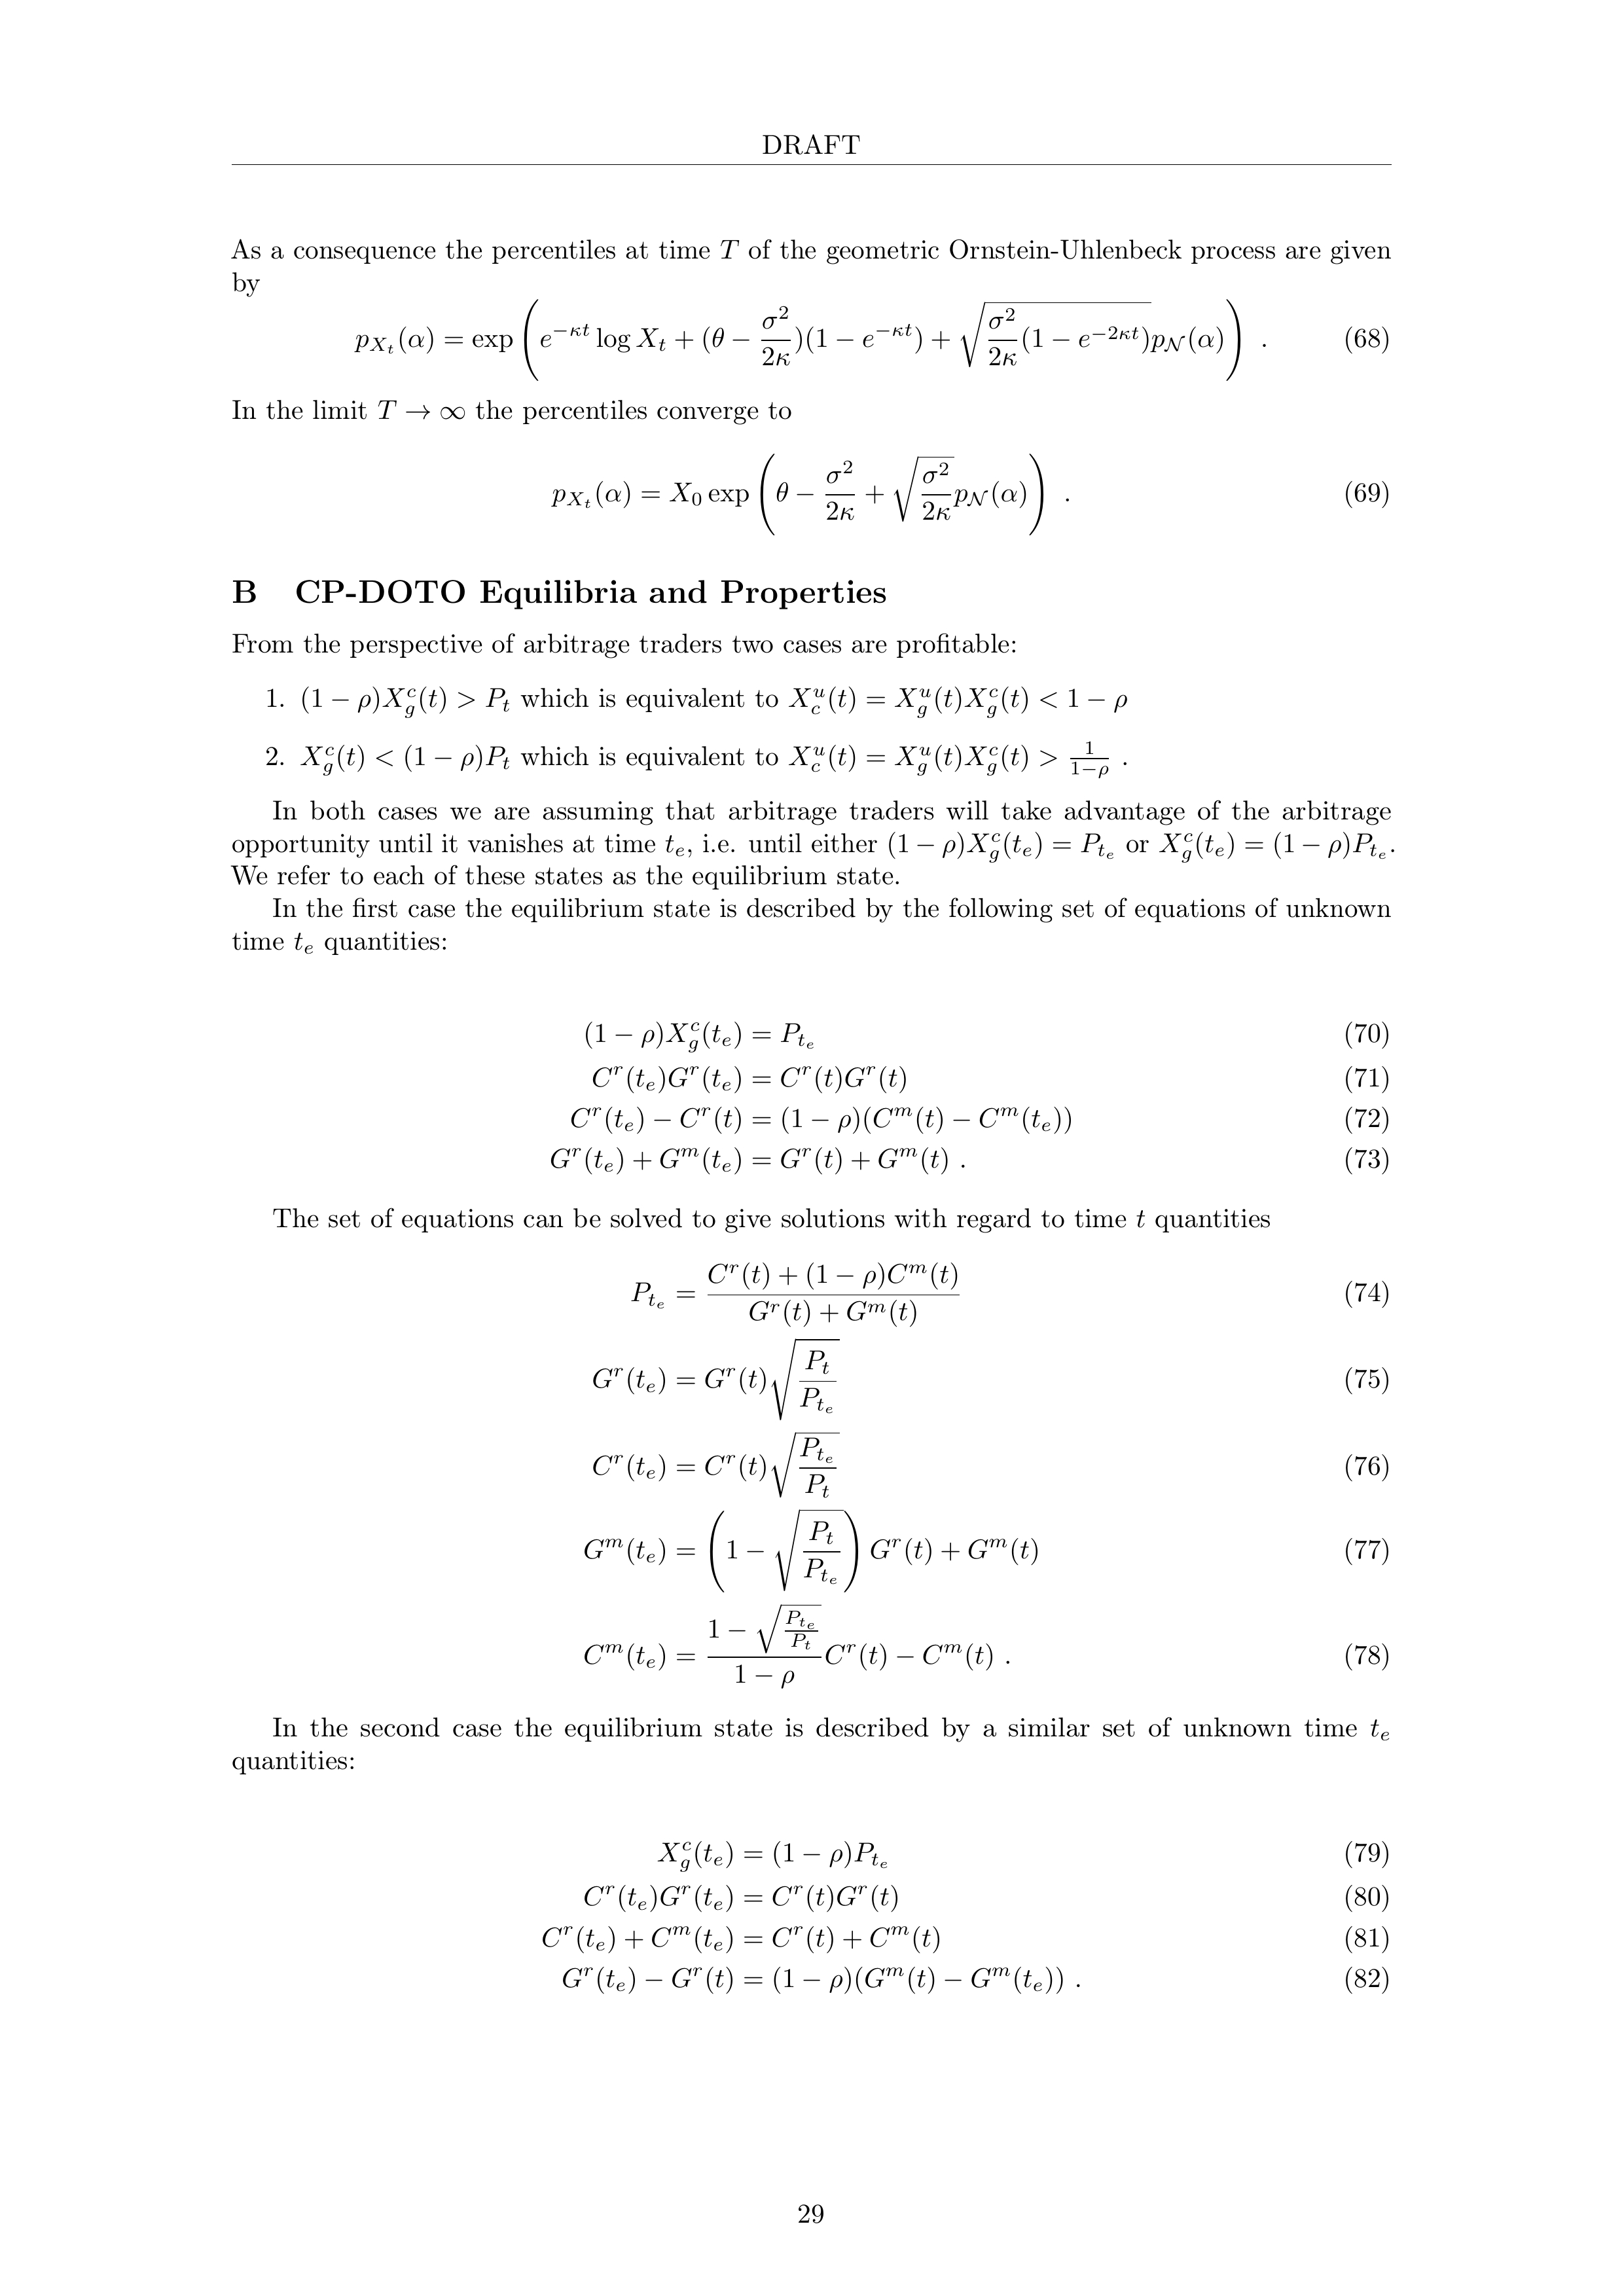 DRAFT
As a consequence the percentiles at time T of the geometric Ornstein-Uhlenbeck process are given
by
$p_{X_t}(\alpha) = \exp\left(e^{-\kappa t} \log X_t + (\theta - \frac{\sigma^2}{2\kappa})(1 - e^{-\kappa t}) + \sqrt{\frac{\sigma^2}{2\kappa}(1 - e^{-2\kappa t})} p_{\mathcal{N}}(\alpha)\right)$ . (68)
In the limit $T \to \infty$ the percentiles converge to
$p_{X_t}(\alpha) = X_0 \exp\left(\theta - \frac{\sigma^2}{2\kappa} + \sqrt{\frac{\sigma^2}{2\kappa}} p_{\mathcal{N}}(\alpha)\right)$ . (69)
B CP-DOTO Equilibria and Properties
From the perspective of arbitrage traders two cases are profitable:
1. $(1 - \rho)X_g^c(t) > P_t$ which is equivalent to $X_c^u(t) = X_g^u(t)X_g^c(t) < 1 - \rho$
2. $X_g^c(t) < (1 - \rho)P_t$ which is equivalent to $X_c^u(t) = X_g^u(t)X_g^c(t) > \frac{1}{1-\rho}$ .
In both cases we are assuming that arbitrage traders will take advantage of the arbitrage
opportunity until it vanishes at time $t_e$, i.e. until either $(1 - \rho)X_g^c(t_e) = P_{t_e}$ or $X_g^c(t_e) = (1 - \rho)P_{t_e}$.
We refer to each of these states as the equilibrium state.
In the first case the equilibrium state is described by the following set of equations of unknown
time $t_e$ quantities:
$(1 - \rho)X_g^c(t_e) = P_{t_e}$ (70)
$C^r(t_e)G^r(t_e) = C^r(t)G^r(t)$ (71)
$C^r(t_e) - C^r(t) = (1 - \rho)(C^m(t) - C^m(t_e))$ (72)
$G^r(t_e) + G^m(t_e) = G^r(t) + G^m(t)$ . (73)
The set of equations can be solved to give solutions with regard to time $t$ quantities
$P_{t_e} = \frac{C^r(t) + (1 - \rho)C^m(t)}{G^r(t) + G^m(t)}$ (74)
$G^r(t_e) = G^r(t)\sqrt{\frac{P_t}{P_{t_e}}}$ (75)
$C^r(t_e) = C^r(t)\sqrt{\frac{P_{t_e}}{P_t}}$ (76)
$G^m(t_e) = \left(1 - \sqrt{\frac{P_t}{P_{t_e}}}\right) G^r(t) + G^m(t)$ (77)
$C^m(t_e) = \frac{1 - \sqrt{\frac{P_{t_e}}{P_t}}}{1 - \rho} C^r(t) - C^m(t)$ . (78)
In the second case the equilibrium state is described by a similar set of unknown time $t_e$
quantities:
$X_g^c(t_e) = (1 - \rho)P_{t_e}$ (79)
$C^r(t_e)G^r(t_e) = C^r(t)G^r(t)$ (80)
$C^r(t_e) + C^m(t_e) = C^r(t) + C^m(t)$ (81)
$G^r(t_e) - G^r(t) = (1 - \rho)(G^m(t) - G^m(t_e))$ . (82)
29